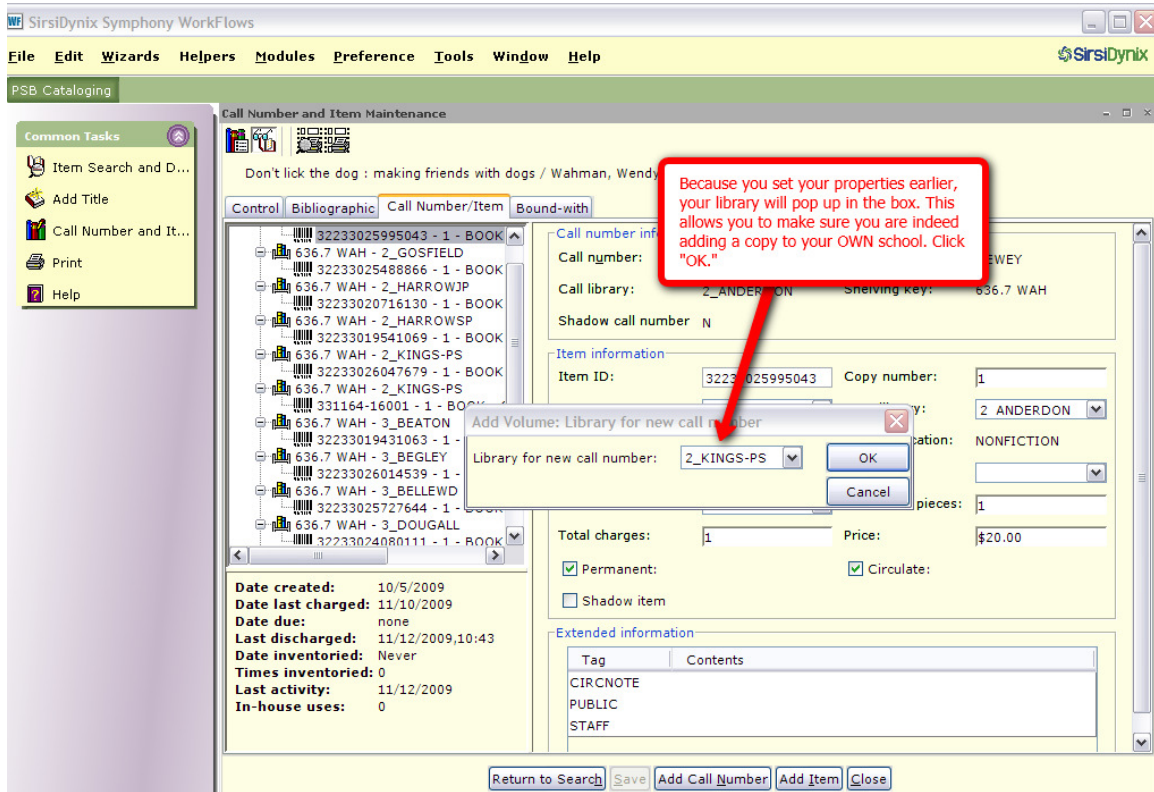 SirsiDynix Symphony WorkFlows
File Edit Wizards Helpers Modules Preference Tools Window Help
SirsiDynix
PSB Cataloging
Common Tasks
Item Search and D...
Add Title
Call Number and It...
Print
Help
Call Number and Item Maintenance
Don't lick the dog : making friends with dogs / Wahman, Wendy
Because you set your properties earlier,
your library will pop up in the box. This
allows you to make sure you are indeed
adding a copy to your OWN school. Click
"OK."
Control Bibliographic Call Number/Item Bound-with
32233025995043 - 1 - BOOK
636.7 WAH - 2_GOSFIELD
32233025488866 - 1 - BOOK
636.7 WAH - 2_HARROWJP
32233020716130 - 1 - BOOK
636.7 WAH - 2_HARROWSP
32233019541069 - 1 - BOOK
636.7 WAH - 2_KINGS-PS
32233026047679 - 1 - BOOK
636.7 WAH - 2_KINGS-PS
331164-16001 - 1 -
636.7 WAH - 3_BEATON
32233019431063 - 1 -
636.7 WAH - 3_BEGLEY
32233026014539 - 1 -
636.7 WAH - 3_BELLEWD
32233025727644 - 1 -
636.7 WAH - 3_DOUGALL
32233024080111 - 1 - BOOK
Date created: 10/5/2009
Date last charged: 11/10/2009
Date due: none
Last discharged: 11/12/2009,10:43
Date inventoried: Never
Times inventoried: 0
Last activity: 11/12/2009
In-house uses: 0
Call number:
Call library: 2_ANDERDON Shelving key: 636.7 WAH
Shadow call number N
Item information
Item ID: Copy number: 1
2_ANDERDON
NONFICTION
pieces: 1
Add Volume: Library for new call number
Library for new call number: 2_KINGS-PS OK
Cancel
Total charges: 1 Price: $20.00
Permanent: Circulate:
Shadow item
Extended information
Tag Contents
CIRCNOTE
PUBLIC
STAFF
Return to Search Save Add Call Number Add Item Close